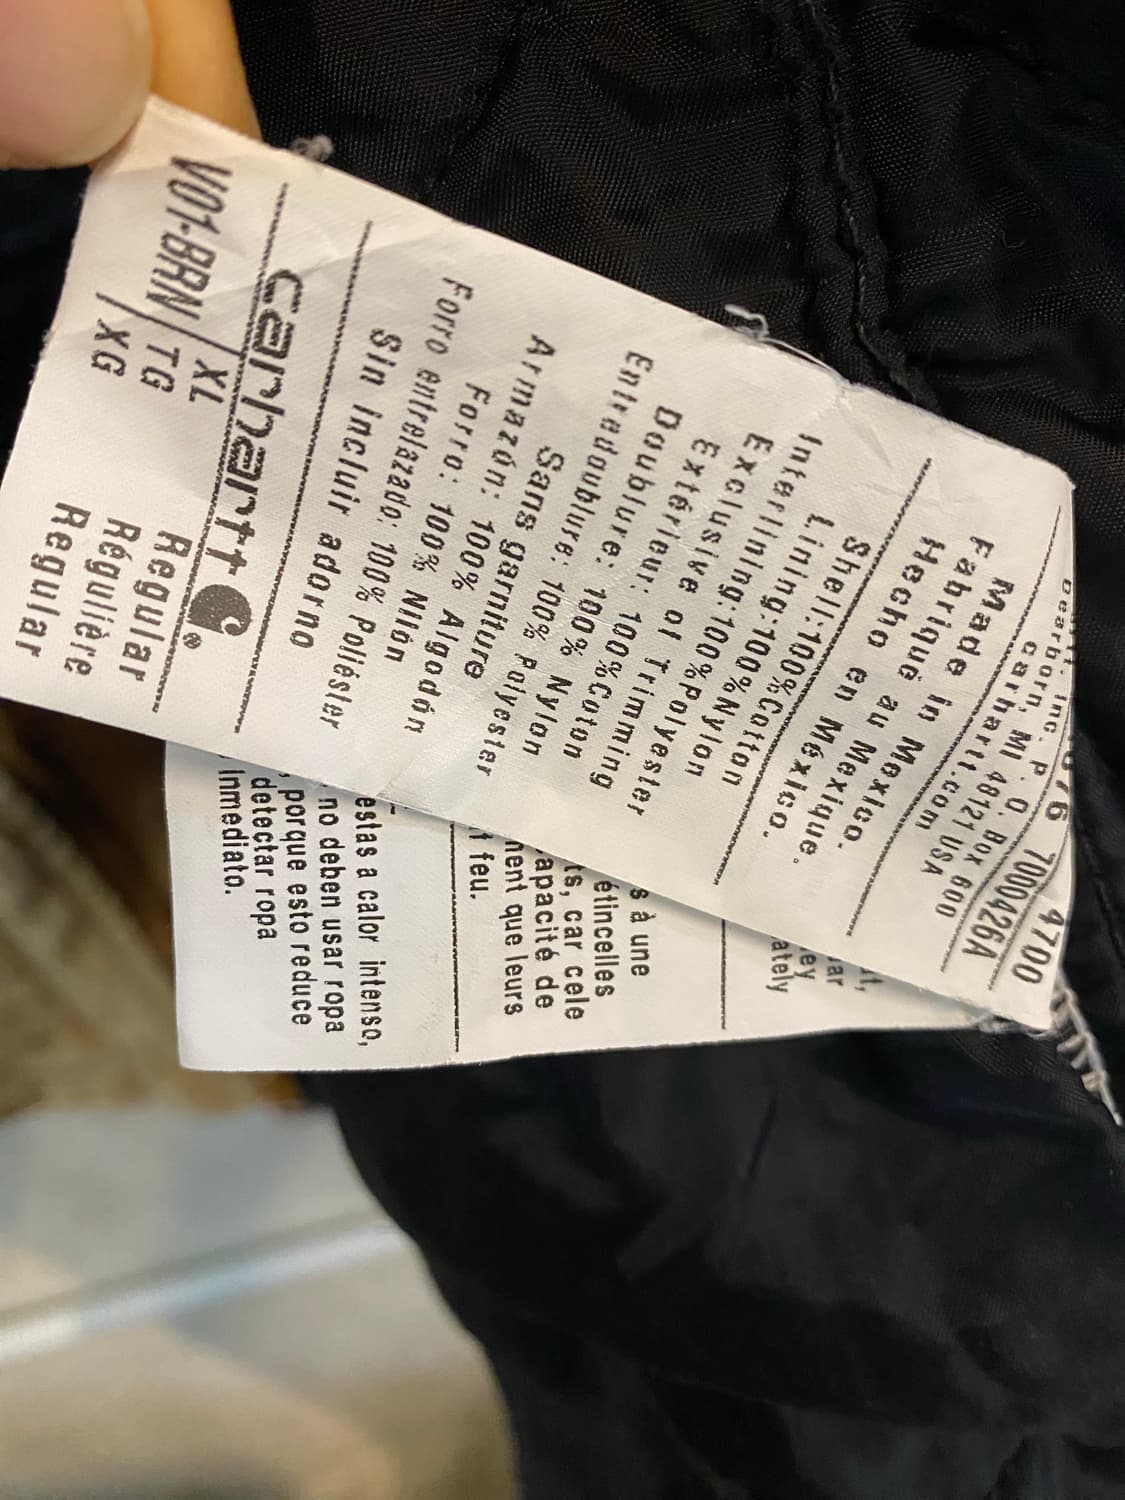 4700
7000426A
Dearborn, MI 48121 USA
carhartt.com
Made in Mexico.
Fabriqué au Mexique.
Hecho en México.
Shell:100%Cotton
Lining:100%Nylon
Interlining:100%Polyester
Exclusive of Trimming
Extérieur: 100%Coton
Doublure: 100% Nylon
Entredoublure: 100% Polyester
Sans garniture
Armazón: 100% Algodón
Forro: 100% Nilón
Forro entrelazado: 100% Poliéster
Sin incluir adorno
carhartt
V01-BRN/XL Regular
/TG Régulière
/XG Regular
ately
s à une
étincelles
ts, car cele
apacité de
nent que leurs
feu.
estas a calor intenso,
no deben usar ropa
porque esto reduce
detectar ropa
inmediato.